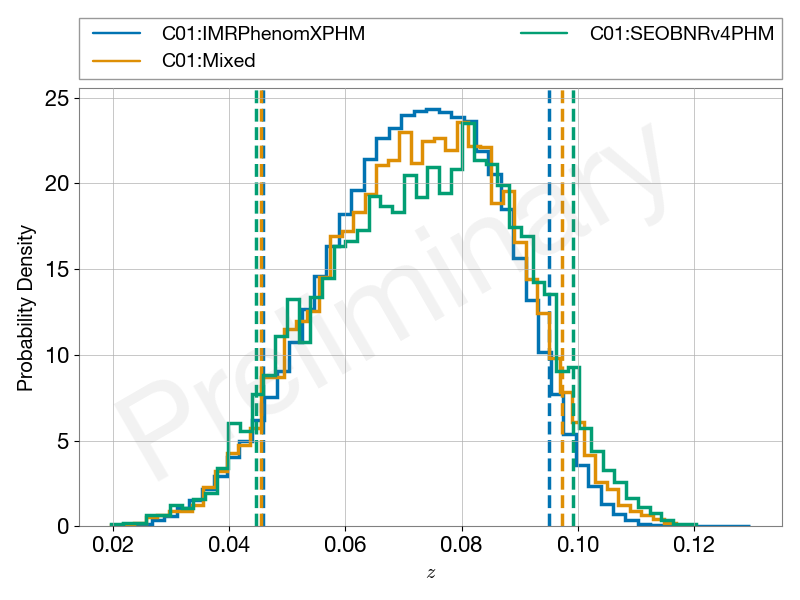 C01:IMRPhenomXPHM
C01:Mixed
C01:SEOBNRv4PHM
Preliminary
Probability Density
25
20
15
10
5
0
0.02 0.04 0.06 0.08 0.10 0.12
z